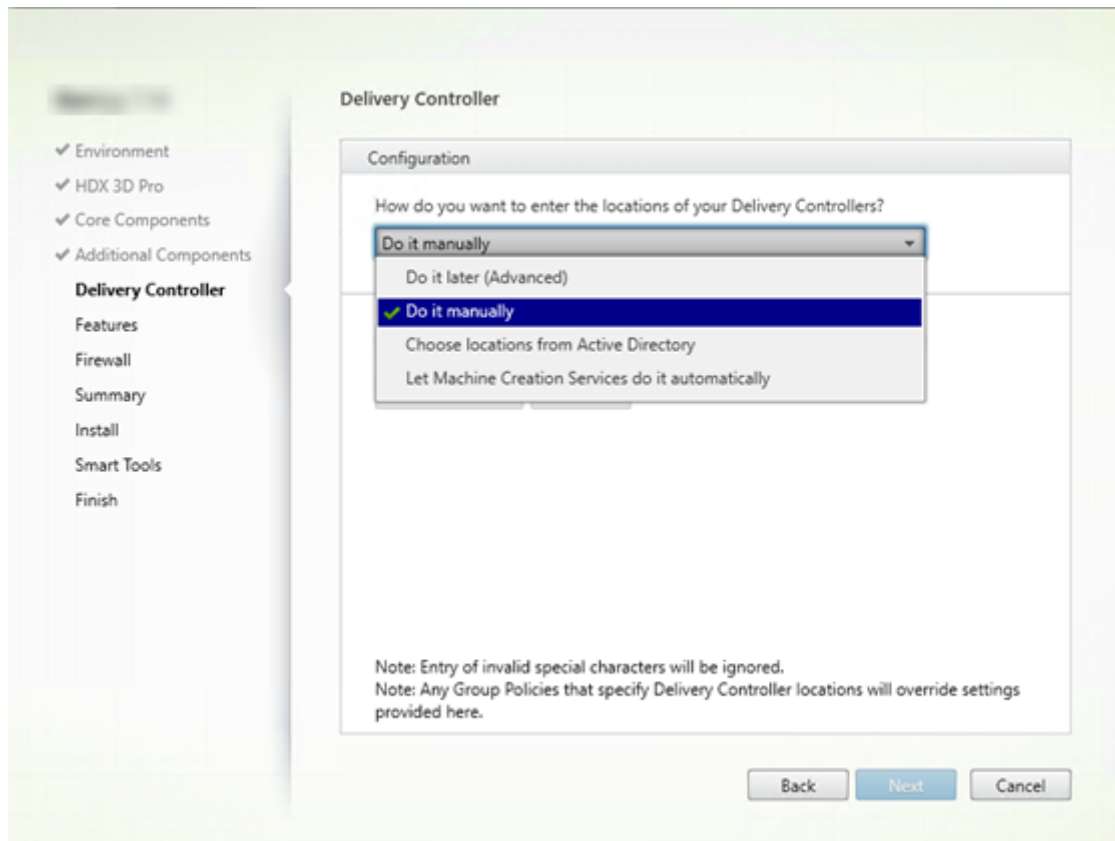 Delivery Controller
Environment
HDX 3D Pro
Core Components
Additional Components
Delivery Controller
Features
Firewall
Summary
Install
Smart Tools
Finish
Configuration
How do you want to enter the locations of your Delivery Controllers?
Do it manually
Do it later (Advanced)
Do it manually
Choose locations from Active Directory
Let Machine Creation Services do it automatically
Note: Entry of invalid special characters will be ignored.
Note: Any Group Policies that specify Delivery Controller locations will override settings
provided here.
Back
Next
Cancel